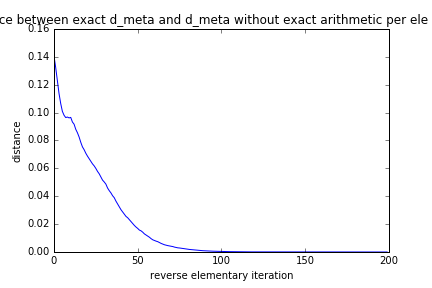 ce between exact d_meta and d_meta without exact arithmetic per ele
0.16
0.14
0.12
0.10
0.08
0.06
0.04
0.02
0.00
distance
0 50 100 150 200
reverse elementary iteration